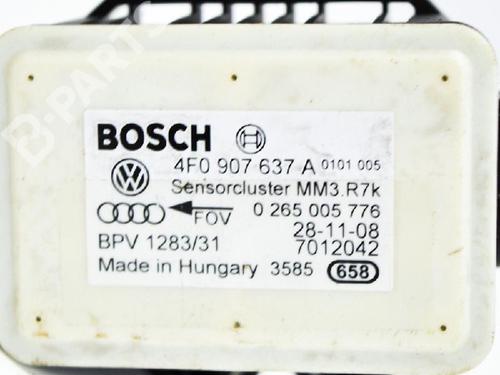 B-PARTS
BOSCH
4F0 907 637 A 0101 005
Sensorcluster MM3.R7k
FOV 0 265 005 776
28-11-08
BPV 1283/31 7012042
Made in Hungary 3585 658